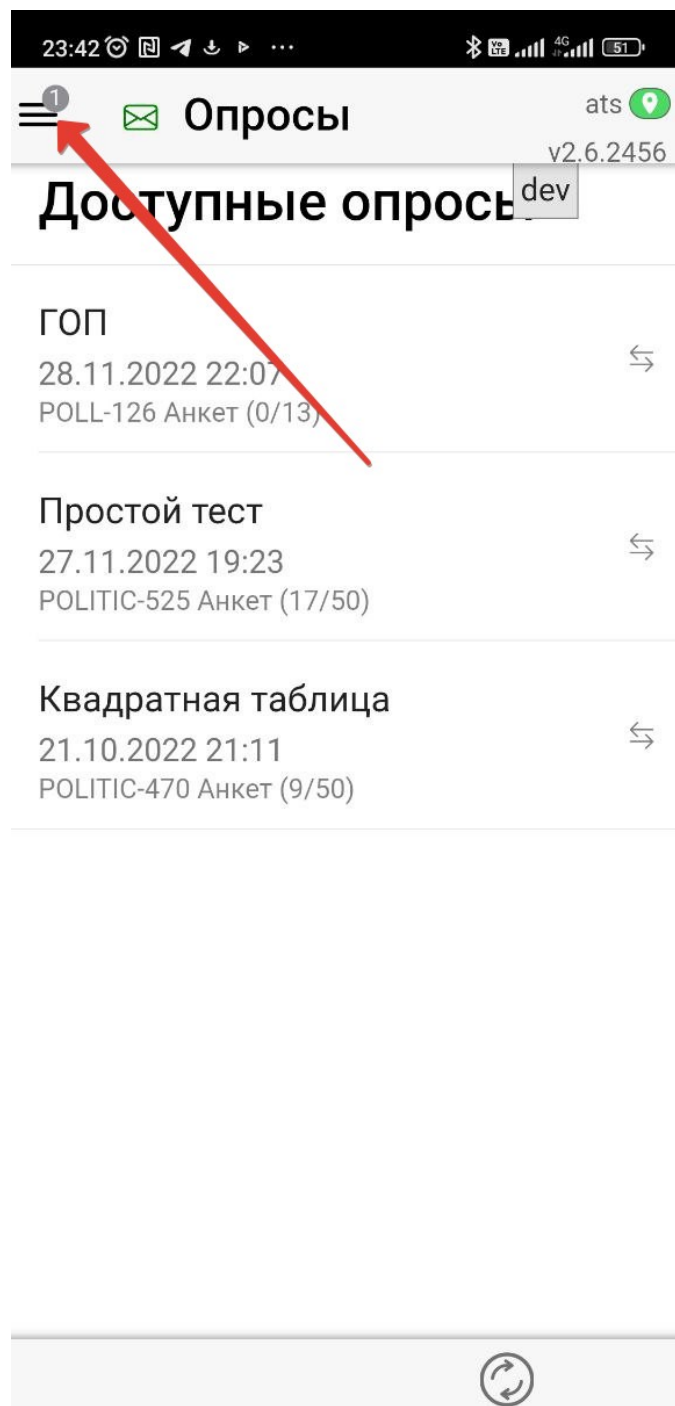 23:42
VoLTE 4G 51
1
Опросы
ats
v2.6.2456
dev
Доступные опросы
ГОП
28.11.2022 22:07
POLL-126 Анкет (0/13)
Простой тест
27.11.2022 19:23
POLITIC-525 Анкет (17/50)
Квадратная таблица
21.10.2022 21:11
POLITIC-470 Анкет (9/50)